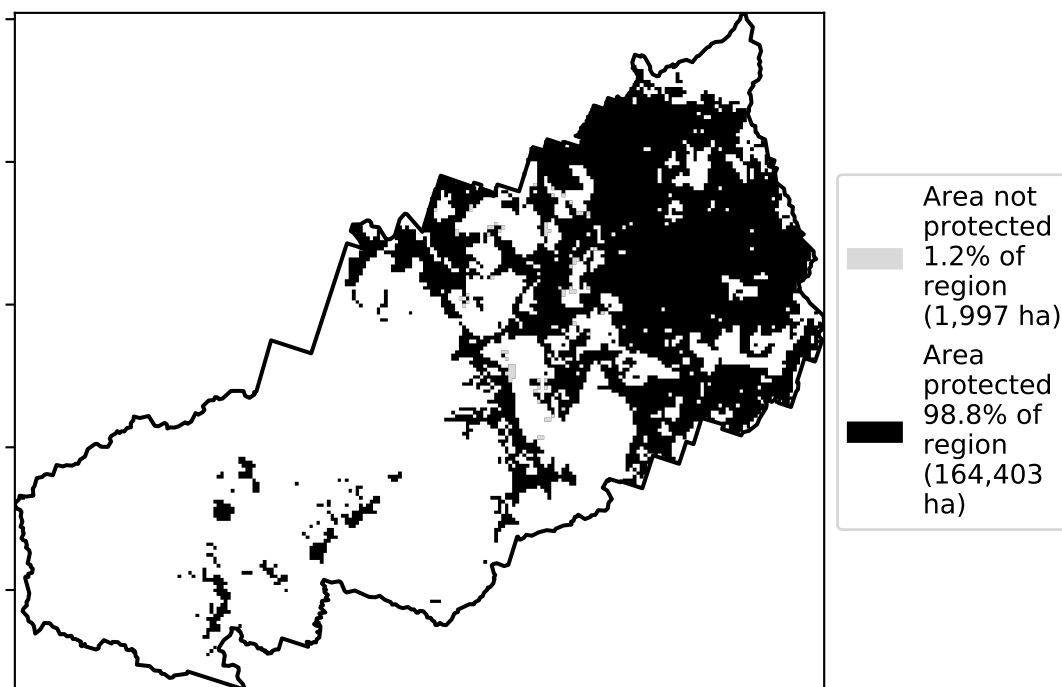 Area not
protected
1.2% of
region
(1,997 ha)
Area
protected
98.8% of
region
(164,403
ha)